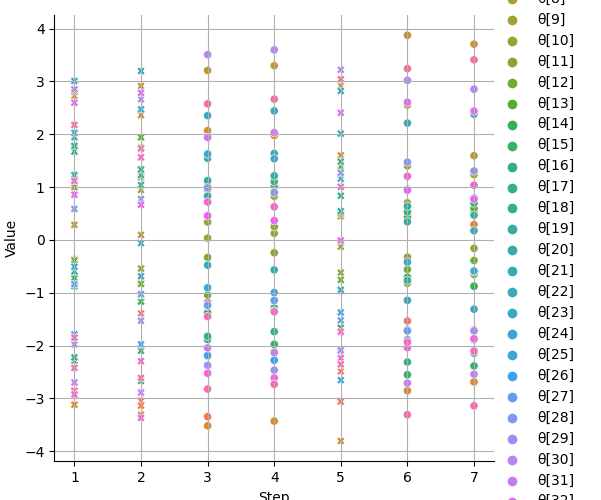 Value
4
3
2
1
0
−1
−2
−3
−4
1 2 3 4 5 6 7
Step
θ[8]
θ[9]
θ[10]
θ[11]
θ[12]
θ[13]
θ[14]
θ[15]
θ[16]
θ[17]
θ[18]
θ[19]
θ[20]
θ[21]
θ[22]
θ[23]
θ[24]
θ[25]
θ[26]
θ[27]
θ[28]
θ[29]
θ[30]
θ[31]
θ[32]